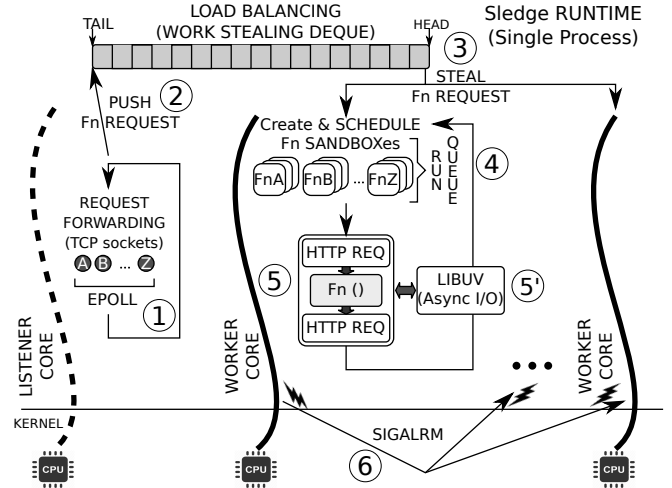 LOAD BALANCING
(WORK STEALING DEQUE)
TAIL
HEAD
Sledge RUNTIME
(Single Process)
3
STEAL
Fn REQUEST
2
PUSH
Fn REQUEST
Create & SCHEDULE
Fn SANDBOXes
FnA
FnB
...
FnZ
RUN
QUEUE
4
REQUEST
FORWARDING
(TCP sockets)
A B ... Z
EPOLL
1
HTTP REQ
Fn ()
HTTP REQ
5
LIBUV
(Async I/O)
5'
LISTENER
CORE
WORKER
CORE
WORKER
CORE
KERNEL
SIGALRM
6
CPU
CPU
CPU